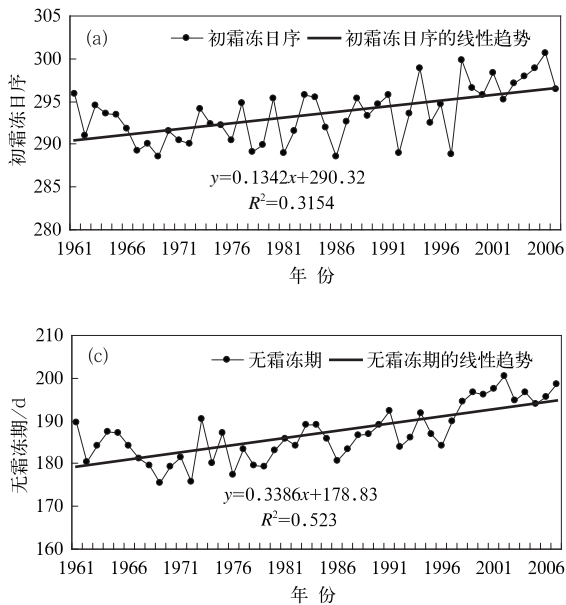 (a)
初霜冻日序 初霜冻日序的线性趋势
初霜冻日序
305
300
295
290
285
280
y=0.1342x+290.32
R²=0.3154
1961 1966 1971 1976 1981 1986 1991 1996 2001 2006
年 份
(c)
无霜冻期 无霜冻期的线性趋势
无霜冻期/d
210
200
190
180
170
160
y=0.3386x+178.83
R²=0.523
1961 1966 1971 1976 1981 1986 1991 1996 2001 2006
年 份